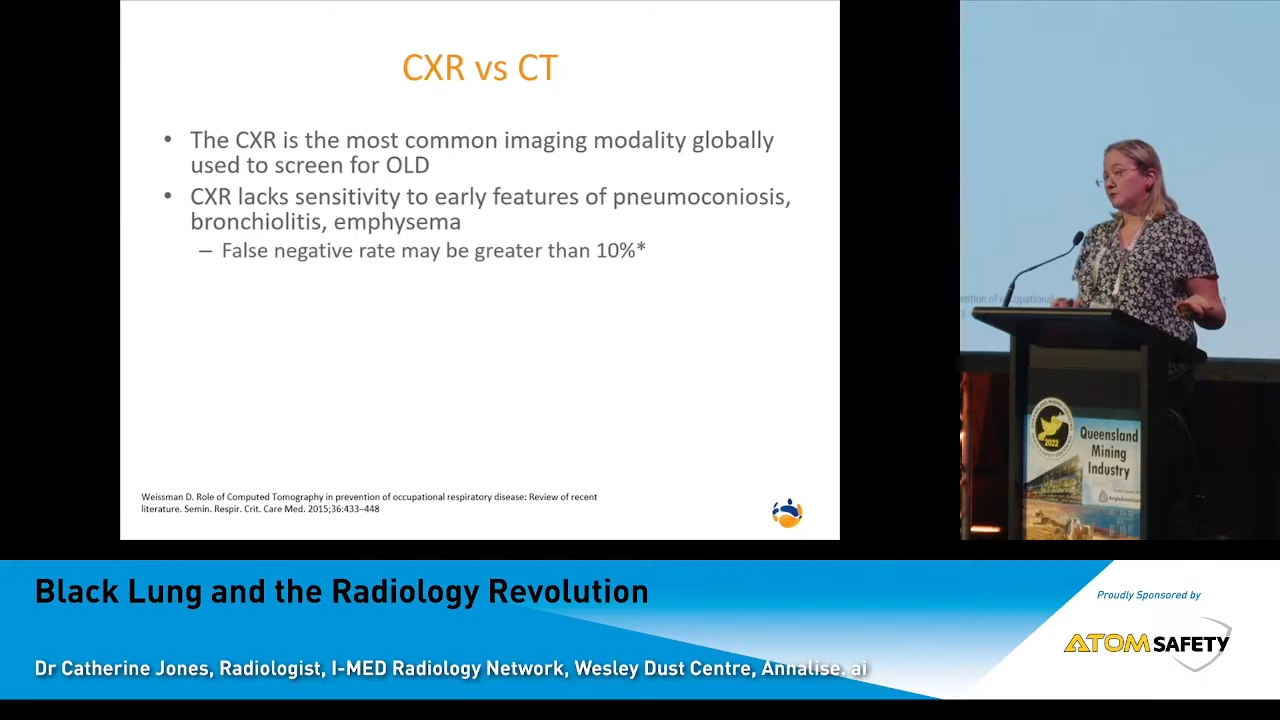 CXR vs CT
• The CXR is the most common imaging modality globally
used to screen for OLD
• CXR lacks sensitivity to early features of pneumoconiosis,
bronchiolitis, emphysema
– False negative rate may be greater than 10%*
Weissman D. Role of Computed Tomography in prevention of occupational respiratory disease: Review of recent
literature. Semin. Respir. Crit. Care Med. 2015;36:433–448
2022
Queensland
Mining
Industry
Black Lung and the Radiology Revolution
Dr Catherine Jones, Radiologist, I-MED Radiology Network, Wesley Dust Centre, Annalise. ai
Proudly Sponsored by
ATOM SAFETY